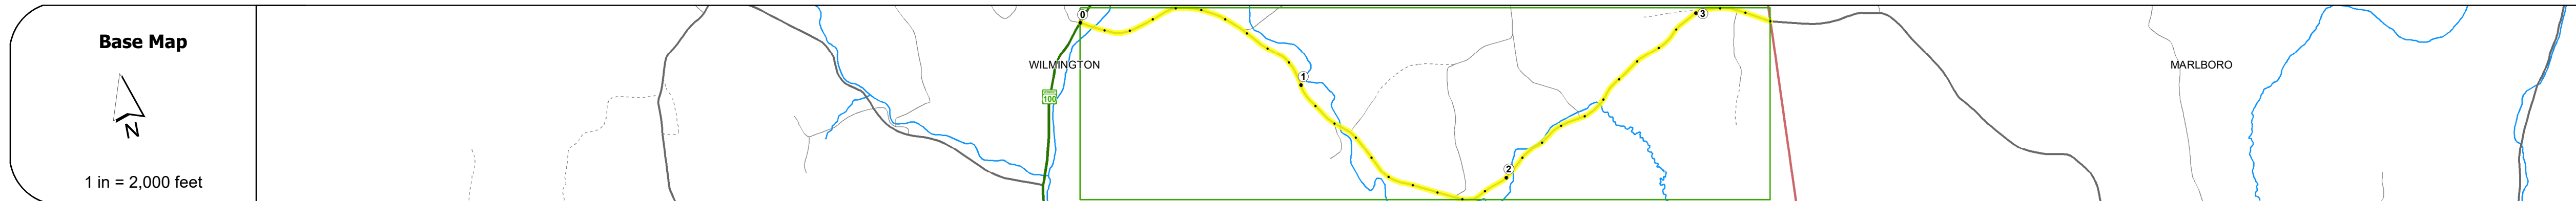 Base Map
N
1 in = 2,000 feet
WILMINGTON
100
0
1
2
3
MARLBORO